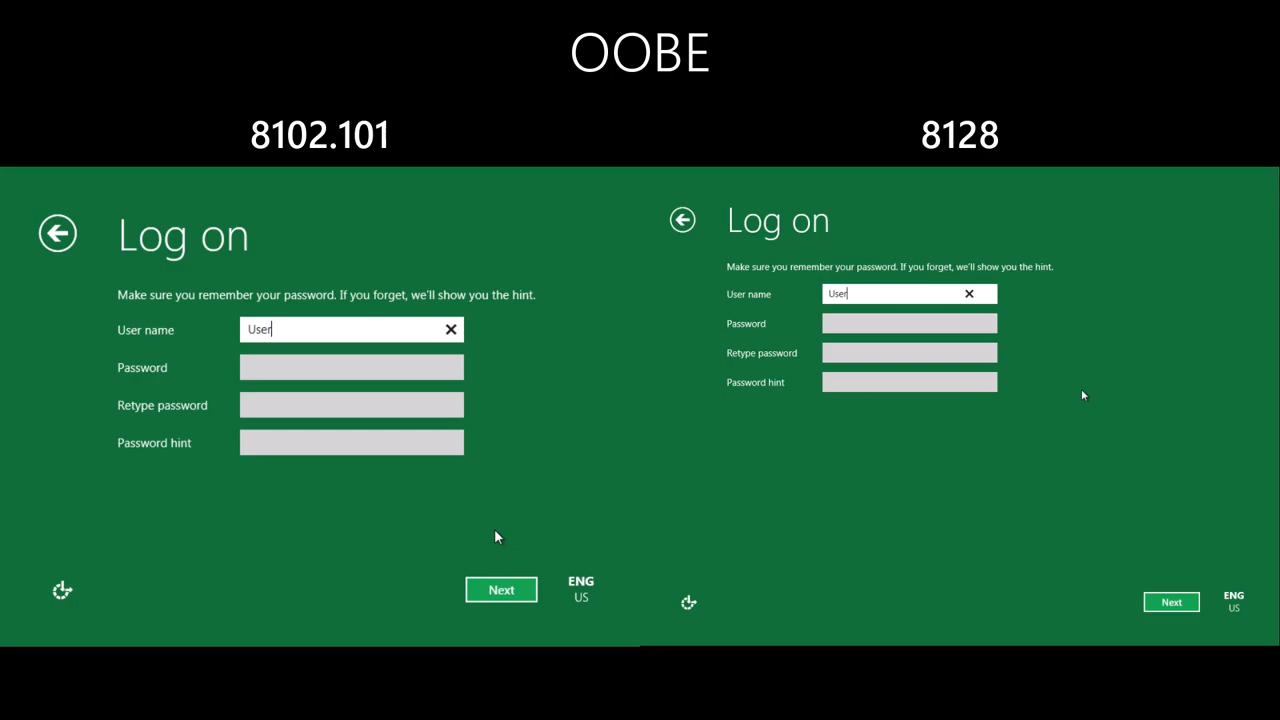 OOBE
8102.101
8128
Log on
Make sure you remember your password. If you forget, we'll show you the hint.
User name
User
Password
Retype password
Password hint
Next
ENG
US
Log on
Make sure you remember your password. If you forget, we'll show you the hint.
User name
User
Password
Retype password
Password hint
Next
ENG
US